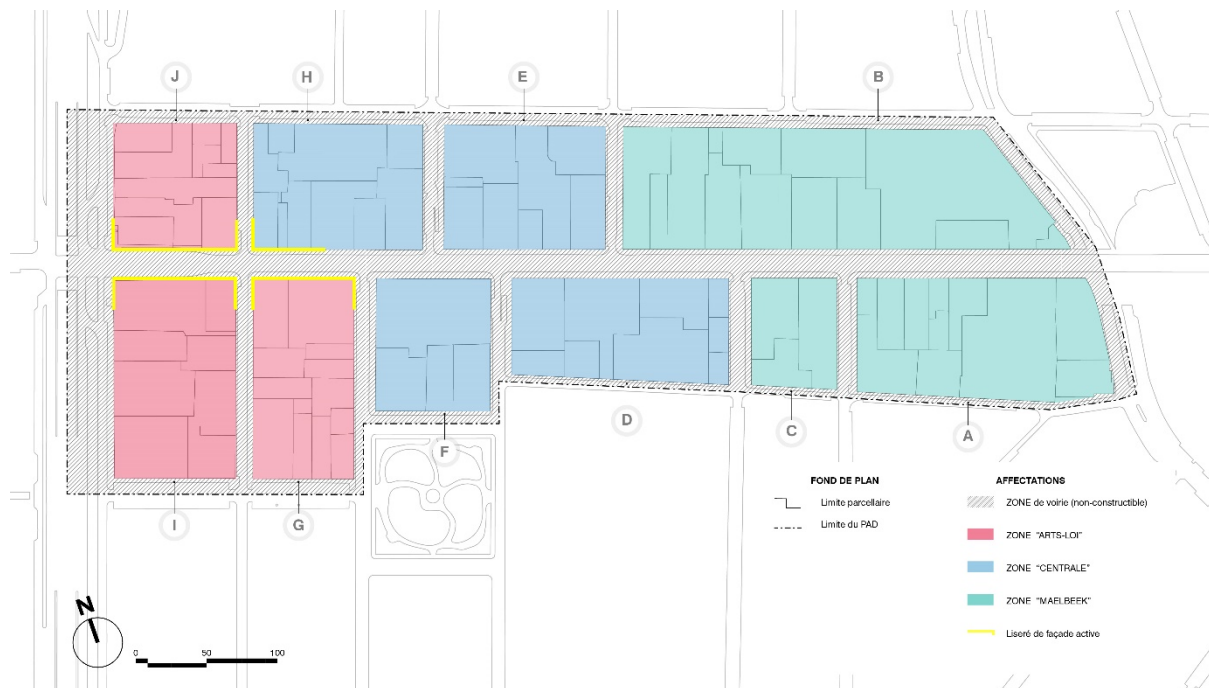 J
H
E
B
D
C
A
F
I
G
FOND DE PLAN
Limite parcellaire
Limite du PAD
AFFECTATIONS
ZONE de voirie (non-constructible)
ZONE "ARTS-LOI"
ZONE "CENTRALE"
ZONE "MAELBEEK"
Liseré de façade active
N
0 50 100